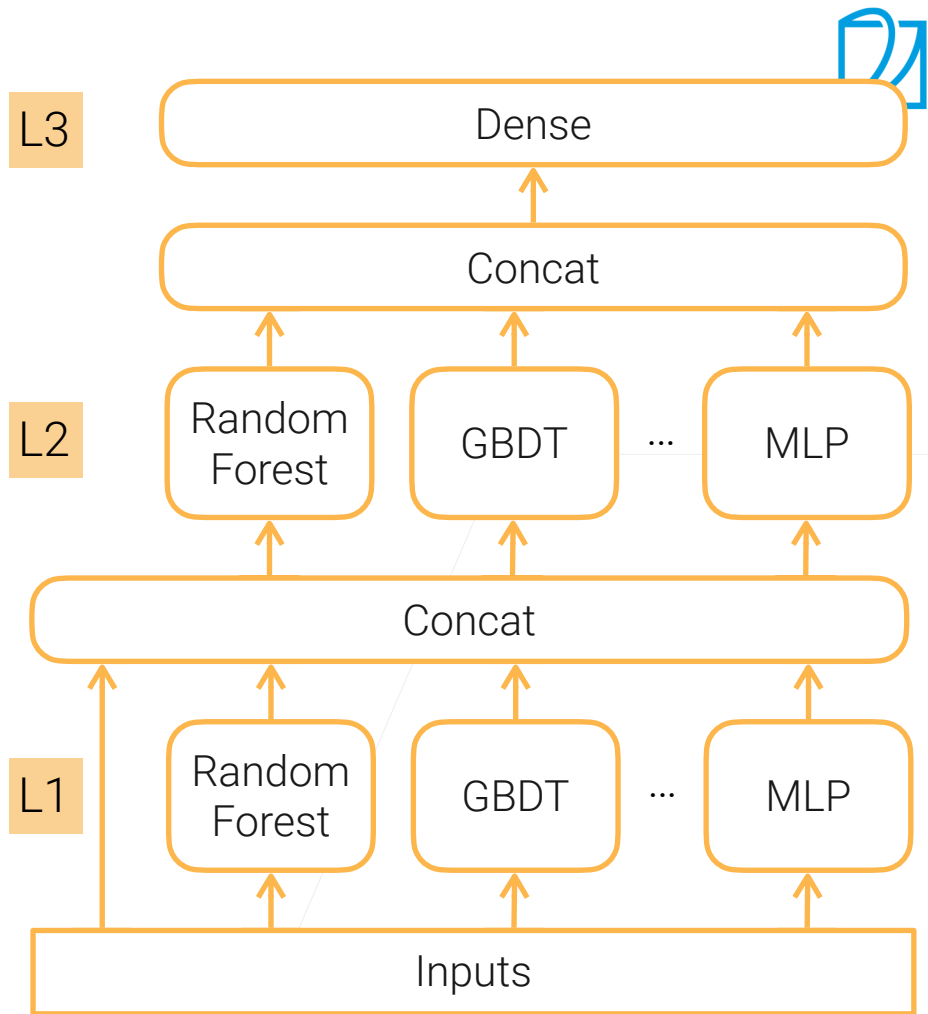 L3
Dense
Concat
L2
Random
Forest
GBDT
...
MLP
Concat
L1
Random
Forest
GBDT
...
MLP
Inputs